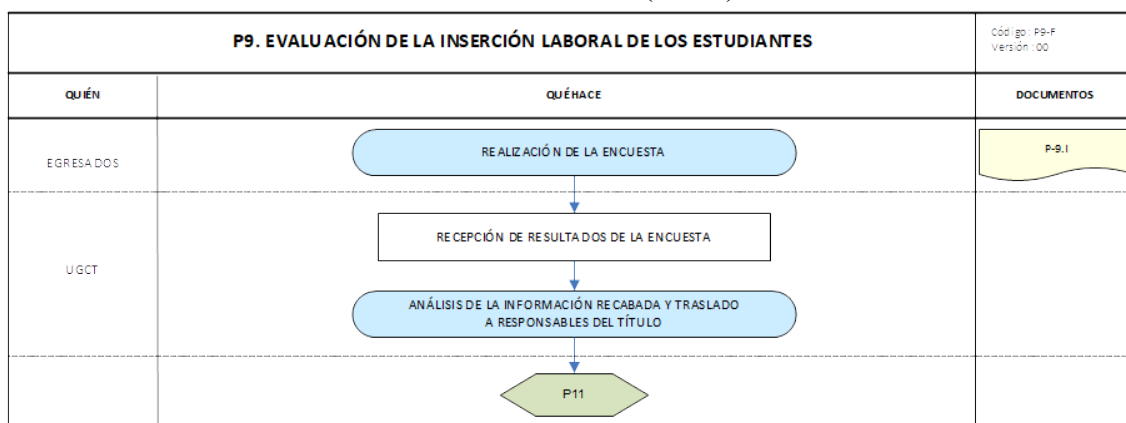 P9. EVALUACIÓN DE LA INSERCIÓN LABORAL DE LOS ESTUDIANTES
Código: P9-F
Versión: 00
QUIÉN
QUÉ HACE
DOCUMENTOS
EGRESADOS
REALIZACIÓN DE LA ENCUESTA
P-9.I
UGCT
RECEPCIÓN DE RESULTADOS DE LA ENCUESTA
ANÁLISIS DE LA INFORMACIÓN RECABADA Y TRASLADO
A RESPONSABLES DEL TÍTULO
P11